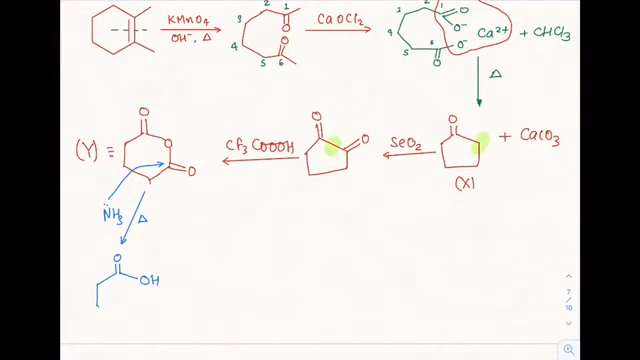 KMnO4
OH⁻, Δ
3 2 1 O
4 5 6 O
CaOCl2
3 2 1 O
O⁻
4 5 6 O⁻
O
Ca2+ + CHCl3
Δ
(Y) ≡ O O O
CF3COOOH
O O
SeO2
O
(X)
+ CaCO3
N̈H3
Δ
O
OH
7
/
10